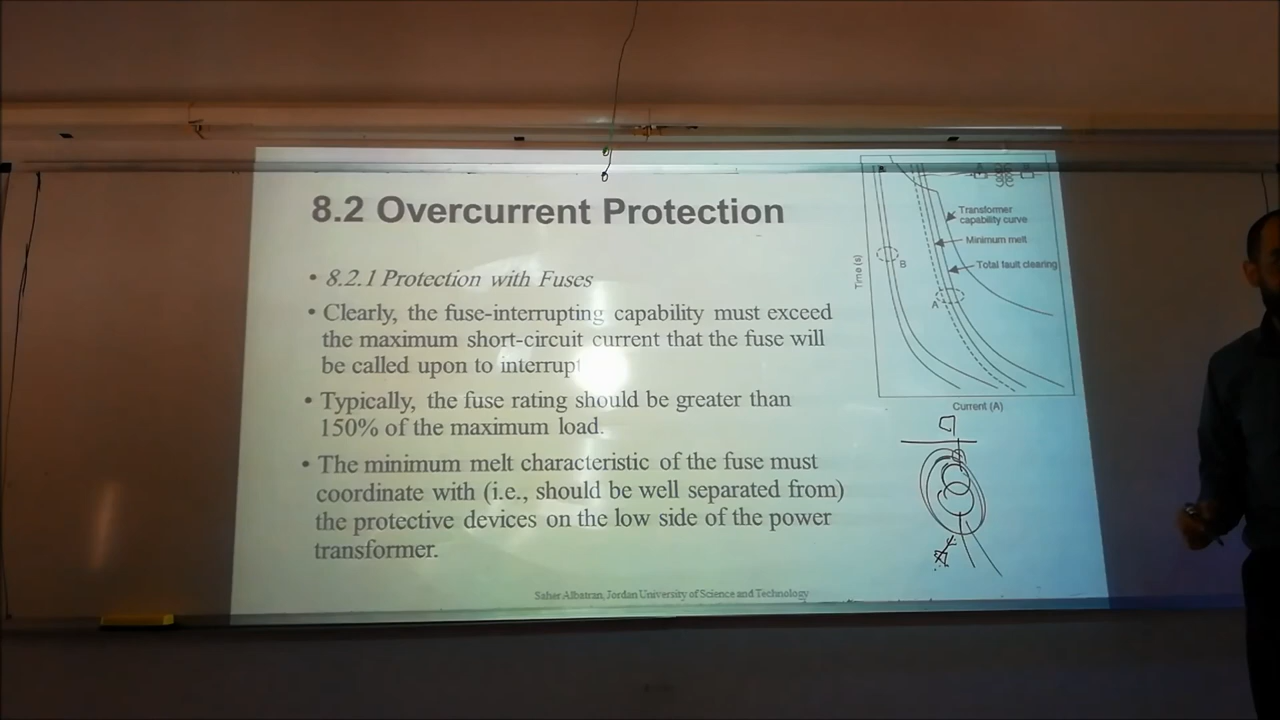 8.2 Overcurrent Protection
• 8.2.1 Protection with Fuses
• Clearly, the fuse-interrupting capability must exceed
the maximum short-circuit current that the fuse will
be called upon to interrupt
• Typically, the fuse rating should be greater than
150% of the maximum load.
• The minimum melt characteristic of the fuse must
coordinate with (i.e., should be well separated from)
the protective devices on the low side of the power
transformer.
Saher Albatran, Jordan University of Science and Technology
A
B
Transformer
capability curve
Minimum melt
Total fault clearing
Time (s)
B
A
Current (A)